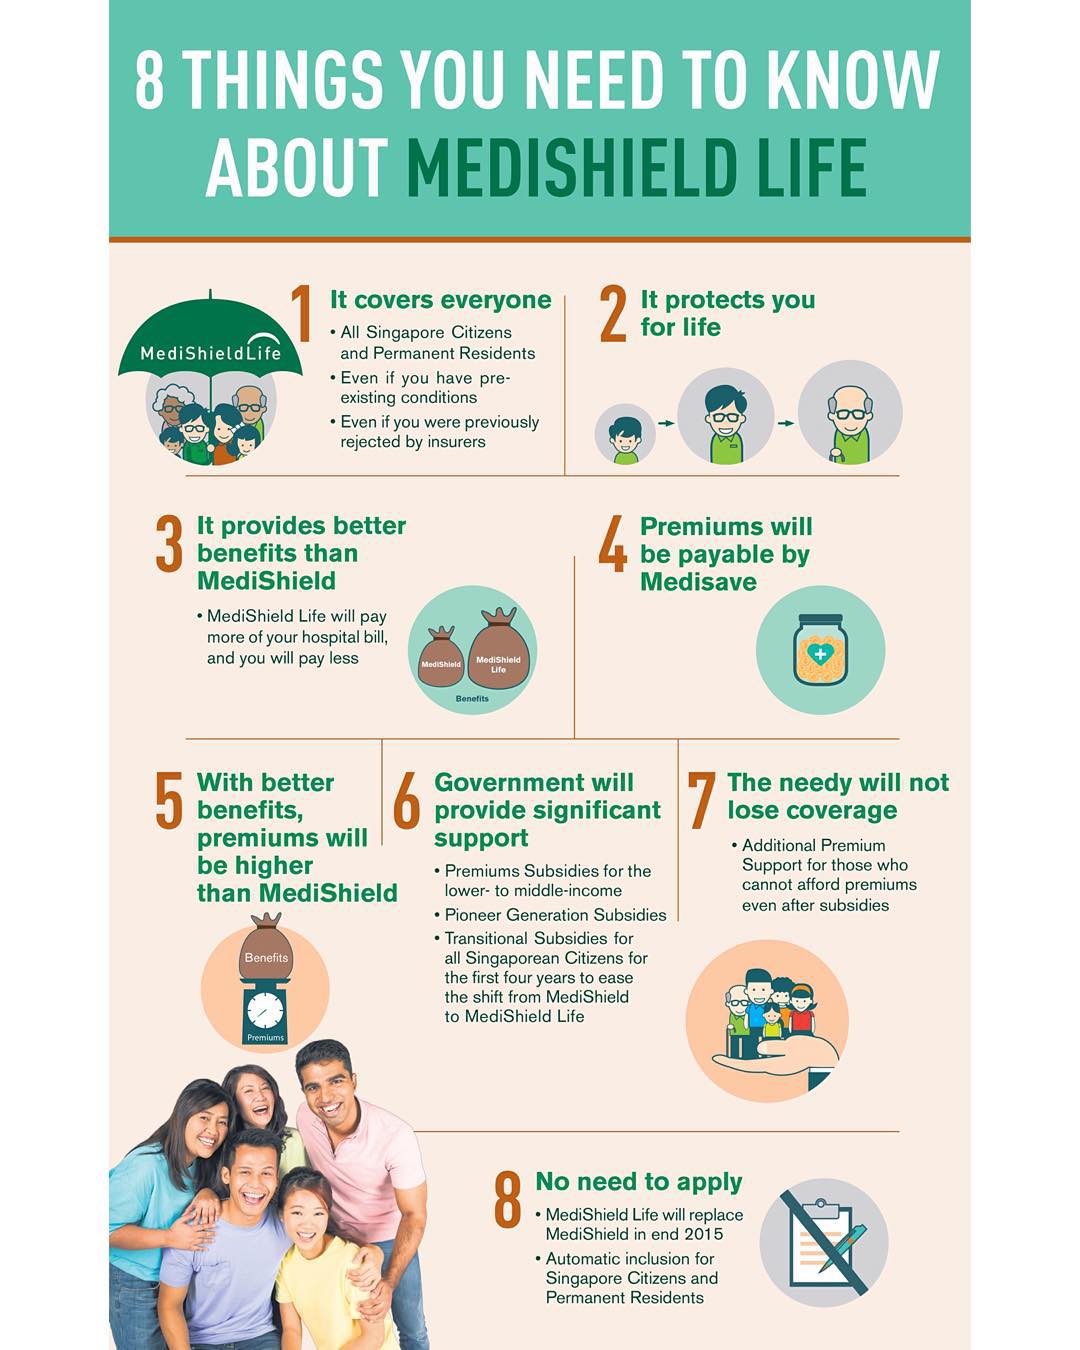 8 THINGS YOU NEED TO KNOW
ABOUT MEDISHIELD LIFE
MediShieldLife
1
It covers everyone
• All Singapore Citizens
and Permanent Residents
• Even if you have pre-
existing conditions
• Even if you were previously
rejected by insurers
2
It protects you
for life
3
It provides better
benefits than
MediShield
• MediShield Life will pay
more of your hospital bill,
and you will pay less
MediShield
MediShield
Life
Benefits
4
Premiums will
be payable by
Medisave
5
With better
benefits,
premiums will
be higher
than MediShield
Benefits
Premiums
6
Government will
provide significant
support
• Premiums Subsidies for the
lower- to middle-income
• Pioneer Generation Subsidies
• Transitional Subsidies for
all Singaporean Citizens for
the first four years to ease
the shift from MediShield
to MediShield Life
7
The needy will not
lose coverage
• Additional Premium
Support for those who
cannot afford premiums
even after subsidies
8
No need to apply
• MediShield Life will replace
MediShield in end 2015
• Automatic inclusion for
Singapore Citizens and
Permanent Residents